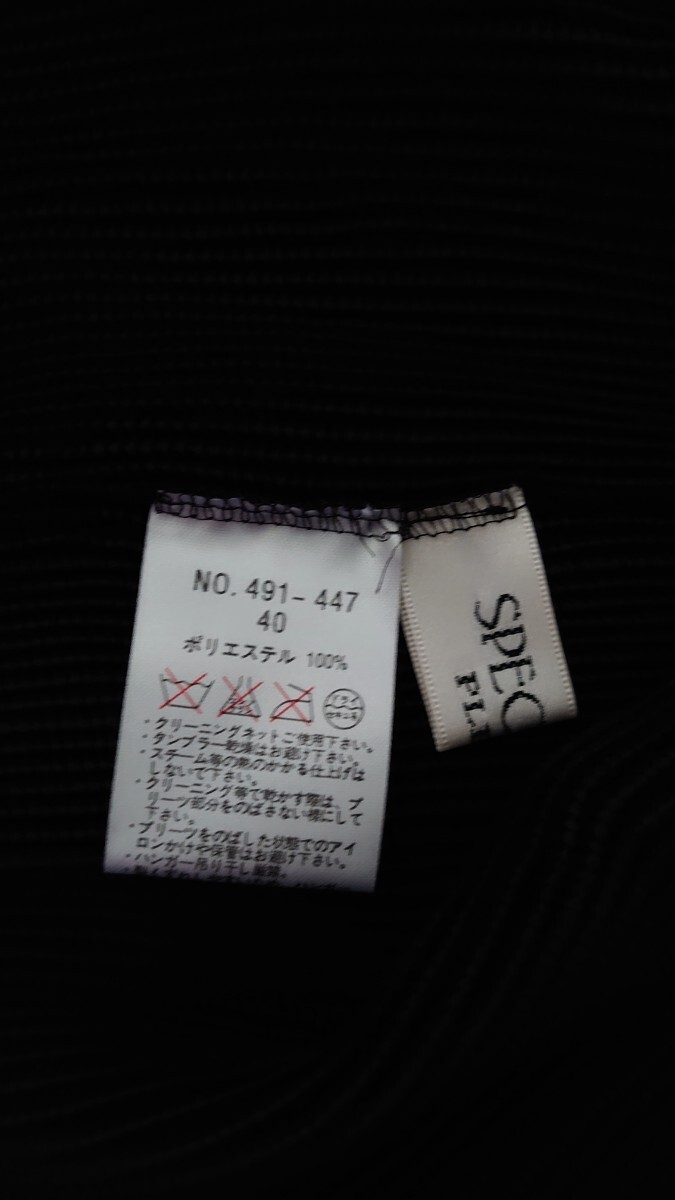 NO. 491-447
40
ポリエステル 100%
ドライ
・クリーニングネットご使用下さい。
・タンブラー乾燥はお避け下さい。
・スチーム等の熱のかかる仕上げは
しないで下さい。
・クリーニング等で乾かす際は、プ
リーツ部分をのばさない様にして
下さい。
・プリーツをのばした状態でのアイ
ロンかけや保管はお避け下さい。
・ハンガー吊り干し厳禁。
SPEC
FL